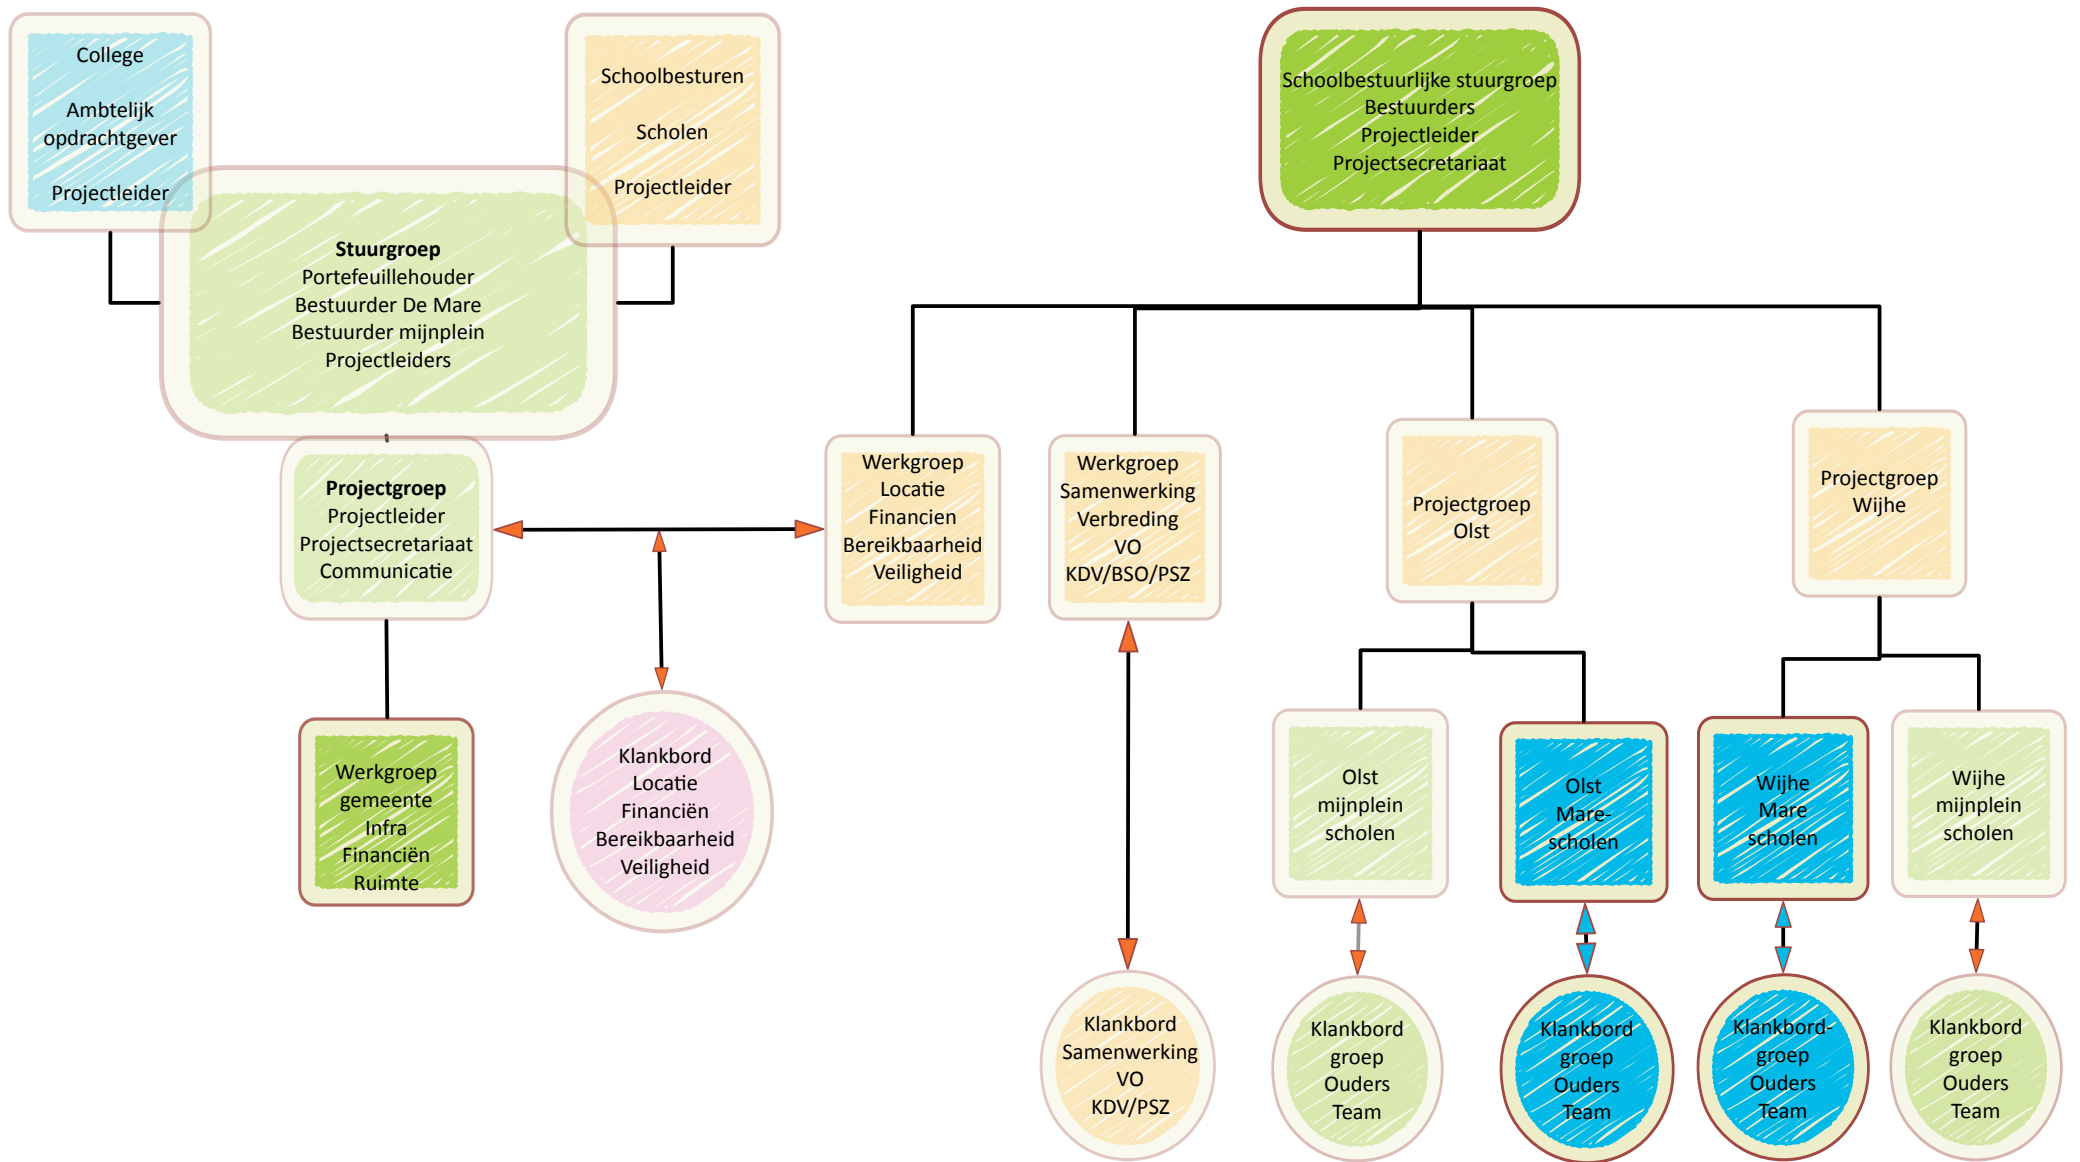 College
Ambtelijk
opdrachtgever
Projectleider
Schoolbesturen
Scholen
Projectleider
Stuurgroep
Portefeuillehouder
Bestuurder De Mare
Bestuurder mijnplein
Projectleiders
Projectgroep
Projectleider
Projectsecretariaat
Communicatie
Werkgroep
gemeente
Infra
Financiën
Ruimte
Klankbord
Locatie
Financiën
Bereikbaarheid
Veiligheid
Schoolbestuurlijke stuurgroep
Bestuurders
Projectleider
Projectsecretariaat
Werkgroep
Locatie
Financien
Bereikbaarheid
Veiligheid
Werkgroep
Samenwerking
Verbreding
VO
KDV/BSO/PSZ
Projectgroep
Olst
Projectgroep
Wijhe
Olst
mijnplein
scholen
Olst
Mare-
scholen
Wijhe
Mare
scholen
Wijhe
mijnplein
scholen
Klankbord
Samenwerking
VO
KDV/PSZ
Klankbord
groep
Ouders
Team
Klankbord
groep
Ouders
Team
Klankbord-
groep
Ouders
Team
Klankbord
groep
Ouders
Team